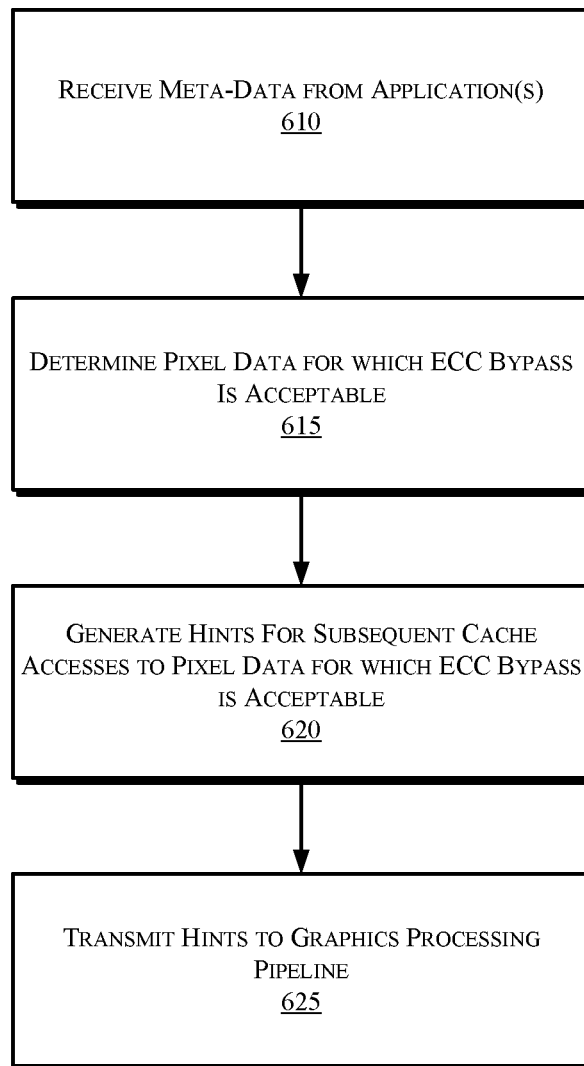 RECEIVE META-DATA FROM APPLICATION(S)
610
DETERMINE PIXEL DATA FOR WHICH ECC BYPASS
IS ACCEPTABLE
615
GENERATE HINTS FOR SUBSEQUENT CACHE
ACCESSES TO PIXEL DATA FOR WHICH ECC BYPASS
IS ACCEPTABLE
620
TRANSMIT HINTS TO GRAPHICS PROCESSING
PIPELINE
625